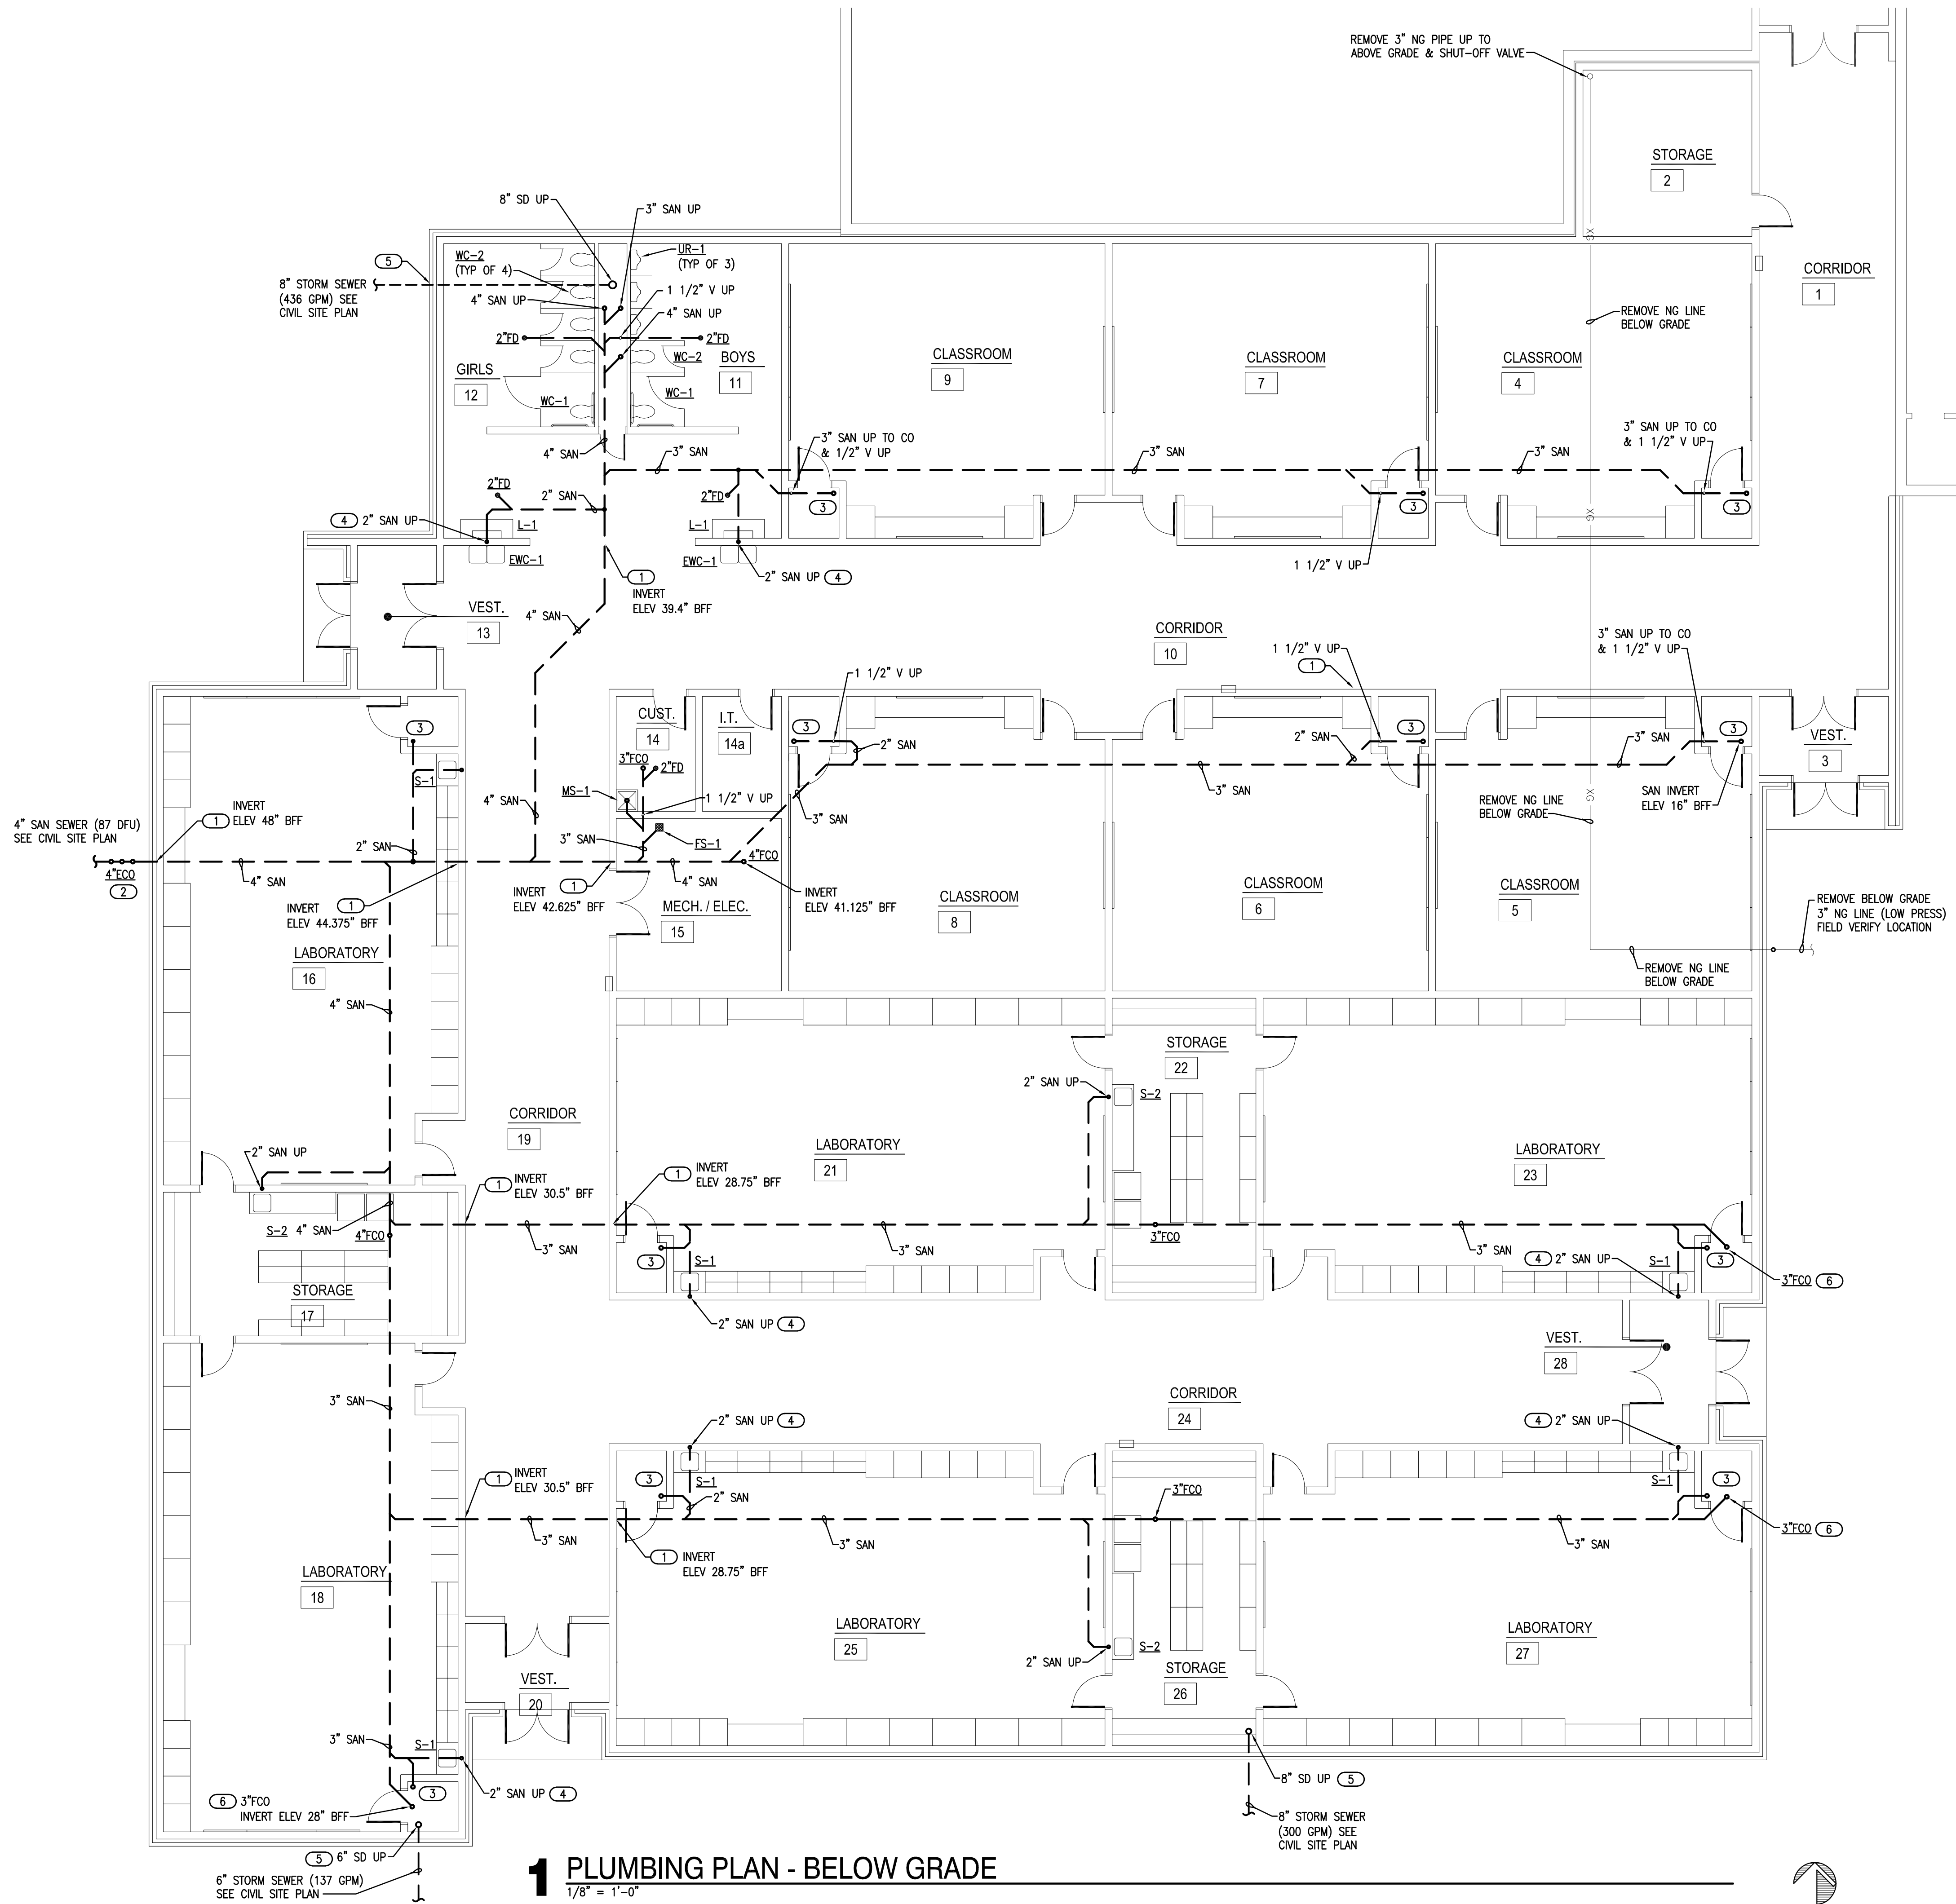 REMOVE 3" NG PIPE UP TO
ABOVE GRADE & SHUT-OFF VALVE
STORAGE
2
CORRIDOR
1
8" SD UP
3" SAN UP
5
8" STORM SEWER
(436 GPM) SEE
CIVIL SITE PLAN
WC-2
(TYP OF 4)
UR-1
(TYP OF 3)
4" SAN UP
1 1/2" V UP
4" SAN UP
2"FD
2"FD
WC-2
BOYS
11
GIRLS
12
WC-1
WC-1
CLASSROOM
9
CLASSROOM
7
CLASSROOM
4
XG
REMOVE NG LINE
BELOW GRADE
4" SAN
3" SAN
3" SAN UP TO CO
& 1/2" V UP
3" SAN
3" SAN
3" SAN UP TO CO
& 1 1/2" V UP
2"FD
2" SAN
2"FD
3
3
3
XG
4 2" SAN UP
L-1
L-1
EWC-1
EWC-1
2" SAN UP 4
1
INVERT
ELEV 39.4" BFF
1 1/2" V UP
VEST.
13
4" SAN
CORRIDOR
10
1 1/2" V UP
1
3" SAN UP TO CO
& 1 1/2" V UP
1 1/2" V UP
CUST.
14
I.T.
14a
3
3
3
3
2" SAN
2" SAN
3" SAN
VEST.
3
3"FCO
2"FD
S-1
MS-1
1 1/2" V UP
4" SAN
3" SAN
3" SAN
REMOVE NG LINE
BELOW GRADE
XG
SAN INVERT
ELEV 16" BFF
4" SAN SEWER (87 DFU)
SEE CIVIL SITE PLAN
1
INVERT
ELEV 48" BFF
2" SAN
3" SAN
FS-1
4"FCO
4"ECO
2
4" SAN
1
INVERT
ELEV 44.375" BFF
INVERT
ELEV 42.625" BFF
1
4" SAN
INVERT
ELEV 41.125" BFF
MECH. / ELEC.
15
CLASSROOM
8
CLASSROOM
6
CLASSROOM
5
REMOVE BELOW GRADE
3" NG LINE (LOW PRESS)
FIELD VERIFY LOCATION
REMOVE NG LINE
BELOW GRADE
LABORATORY
16
4" SAN
STORAGE
22
2" SAN UP
S-2
CORRIDOR
19
LABORATORY
21
LABORATORY
23
2" SAN UP
1
INVERT
ELEV 30.5" BFF
1
INVERT
ELEV 28.75" BFF
S-2
4" SAN
4"FCO
3" SAN
3" SAN
3"FCO
3" SAN
3
S-1
4 2" SAN UP
S-1
3
3"FCO 6
STORAGE
17
2" SAN UP 4
VEST.
28
3" SAN
CORRIDOR
24
2" SAN UP 4
4 2" SAN UP
1
INVERT
ELEV 30.5" BFF
3
S-1
2" SAN
3"FCO
S-1
3
3" SAN
3" SAN
3" SAN
3"FCO 6
1
INVERT
ELEV 28.75" BFF
LABORATORY
18
LABORATORY
25
2" SAN UP
S-2
LABORATORY
27
STORAGE
26
VEST.
20
3" SAN
S-1
2" SAN UP 4
3
6 3"FCO
INVERT ELEV 28" BFF
8" SD UP 5
8" STORM SEWER
(300 GPM) SEE
CIVIL SITE PLAN
5 6" SD UP
6" STORM SEWER (137 GPM)
SEE CIVIL SITE PLAN
1 PLUMBING PLAN - BELOW GRADE
1/8" = 1'-0"